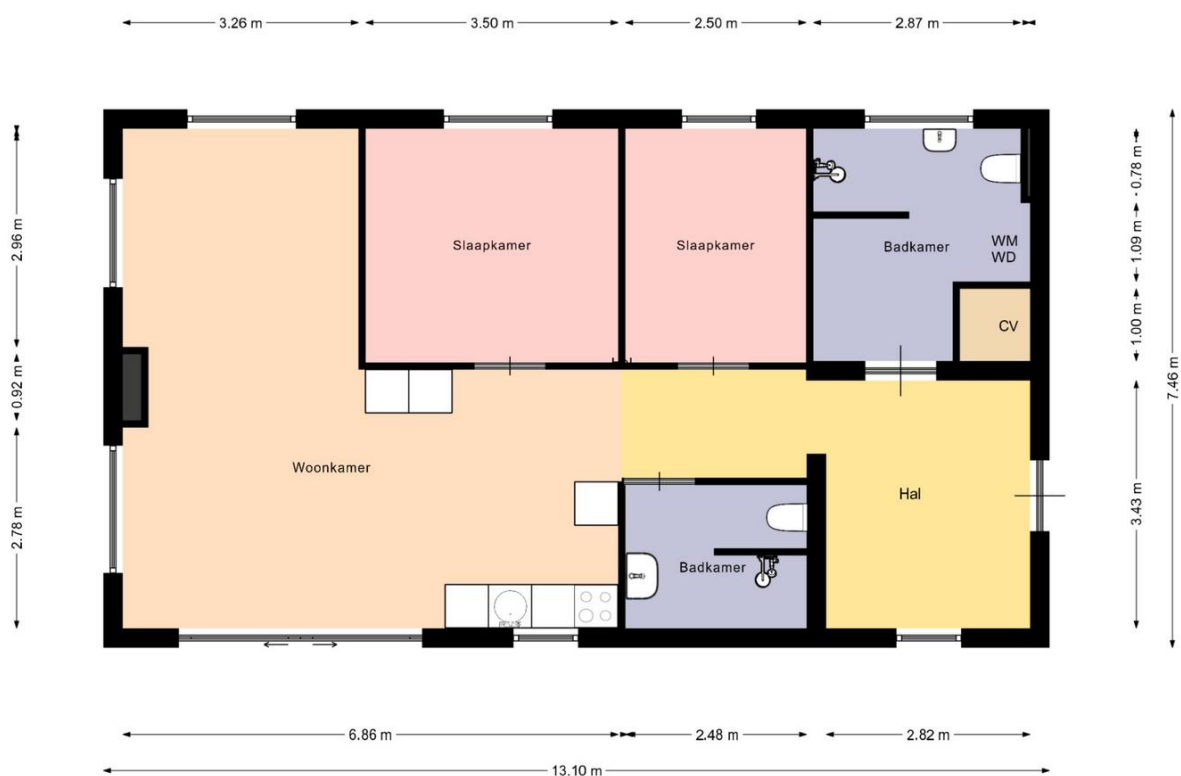 3.26 m
3.50 m
2.50 m
2.87 m
2.96 m
0.92 m
2.78 m
Slaapkamer
Slaapkamer
Badkamer
WM
WD
CV
Woonkamer
Hal
Badkamer
0.78 m
1.09 m
1.00 m
3.43 m
7.46 m
6.86 m
2.48 m
2.82 m
13.10 m